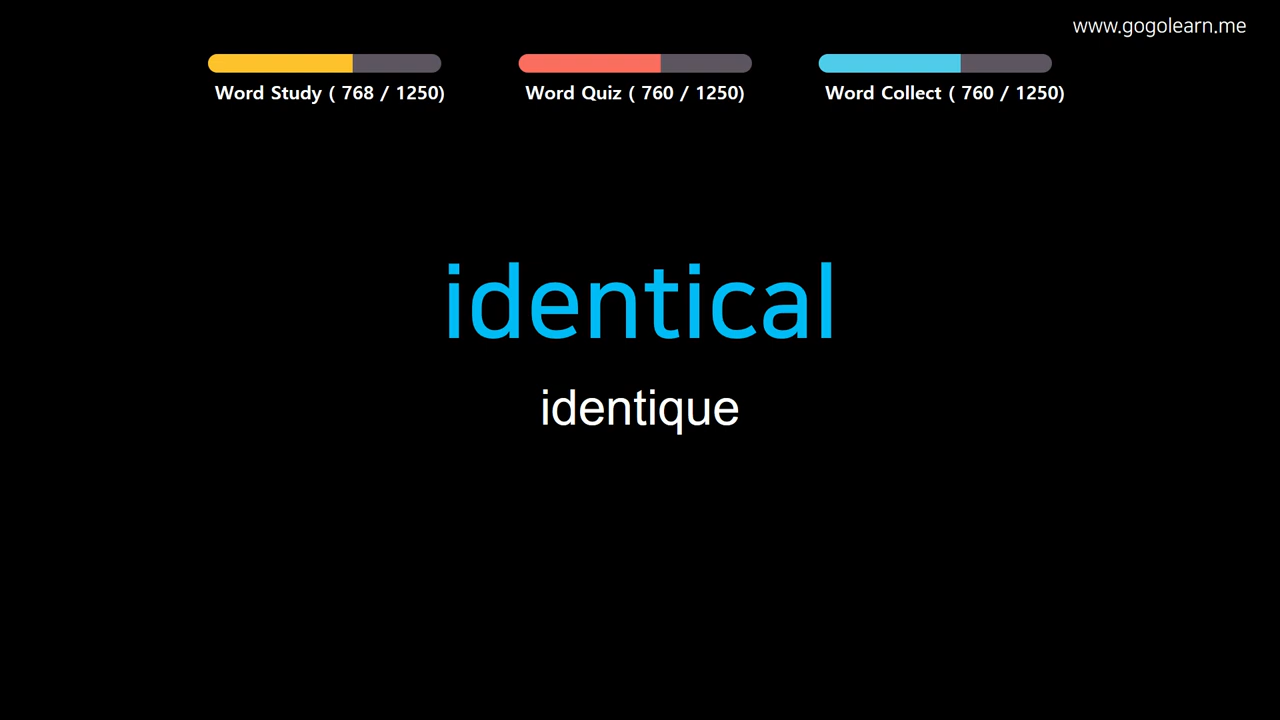 www.gogolearn.me
Word Study ( 768 / 1250)
Word Quiz ( 760 / 1250)
Word Collect ( 760 / 1250)
identical
identique